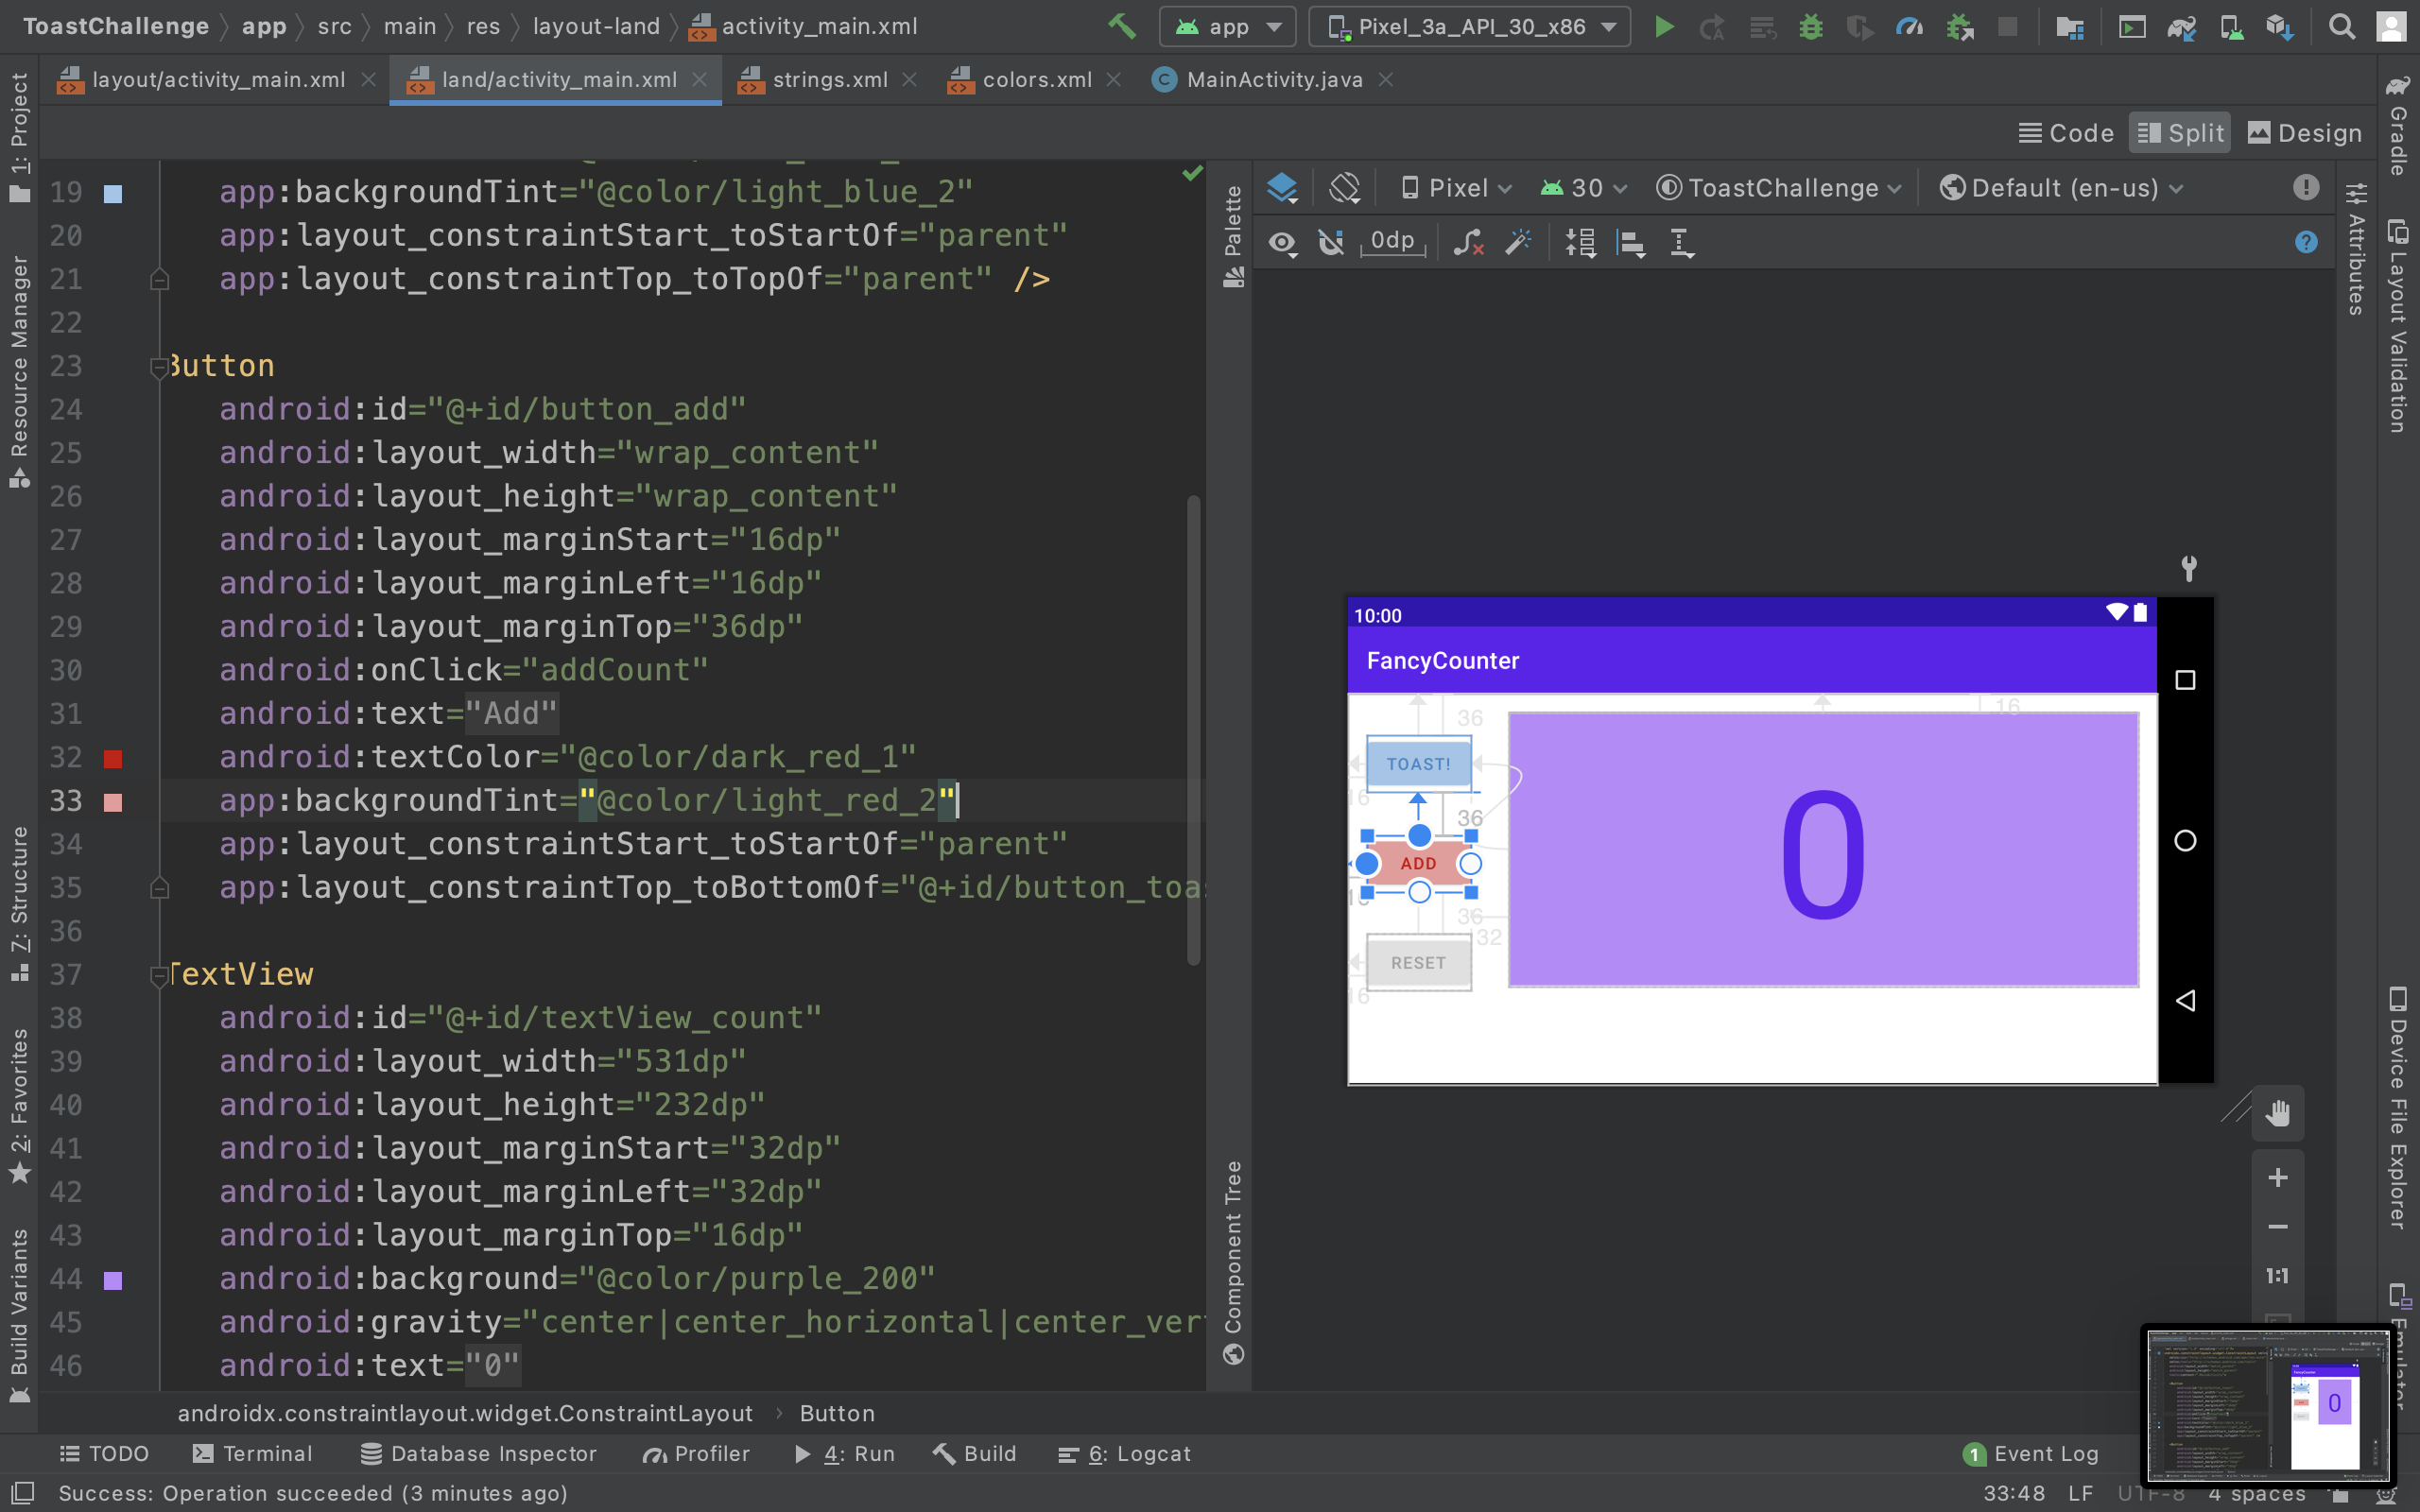 ToastChallenge app src main res layout-land activity_main.xml app Pixel_3a_API_30_x86
layout/activity_main.xml land/activity_main.xml strings.xml colors.xml MainActivity.java
Code Split Design
1: Project
Resource Manager
7: Structure
2: Favorites
Build Variants
19 app:backgroundTint="@color/light_blue_2"
20 app:layout_constraintStart_toStartOf="parent"
21 app:layout_constraintTop_toTopOf="parent" />
22
23 Button
24 android:id="@+id/button_add"
25 android:layout_width="wrap_content"
26 android:layout_height="wrap_content"
27 android:layout_marginStart="16dp"
28 android:layout_marginLeft="16dp"
29 android:layout_marginTop="36dp"
30 android:onClick="addCount"
31 android:text="Add"
32 android:textColor="@color/dark_red_1"
33 app:backgroundTint="@color/light_red_2"
34 app:layout_constraintStart_toStartOf="parent"
35 app:layout_constraintTop_toBottomOf="@+id/button_toa
36
37 TextView
38 android:id="@+id/textView_count"
39 android:layout_width="531dp"
40 android:layout_height="232dp"
41 android:layout_marginStart="32dp"
42 android:layout_marginLeft="32dp"
43 android:layout_marginTop="16dp"
44 android:background="@color/purple_200"
45 android:gravity="center|center_horizontal|center_ver
46 android:text="0"
Palette
Component Tree
Pixel 30 ToastChallenge Default (en-us)
0dp
10:00
FancyCounter
36
16
TOAST!
16
36
ADD
36
32
RESET
16
0
1:1
Attributes
Gradle
Layout Validation
Device File Explorer
Emulator
androidx.constraintlayout.widget.ConstraintLayout › Button
TODO Terminal Database Inspector Profiler 4: Run Build 6: Logcat 1 Event Log
Success: Operation succeeded (3 minutes ago) 33:48 LF UTF-8 4 spaces